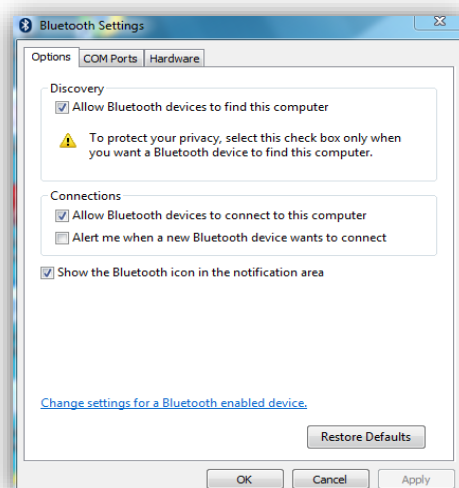 Bluetooth Settings
Options COM Ports Hardware
Discovery
Allow Bluetooth devices to find this computer
To protect your privacy, select this check box only when
you want a Bluetooth device to find this computer.
Connections
Allow Bluetooth devices to connect to this computer
Alert me when a new Bluetooth device wants to connect
Show the Bluetooth icon in the notification area
Change settings for a Bluetooth enabled device.
Restore Defaults
OK Cancel Apply